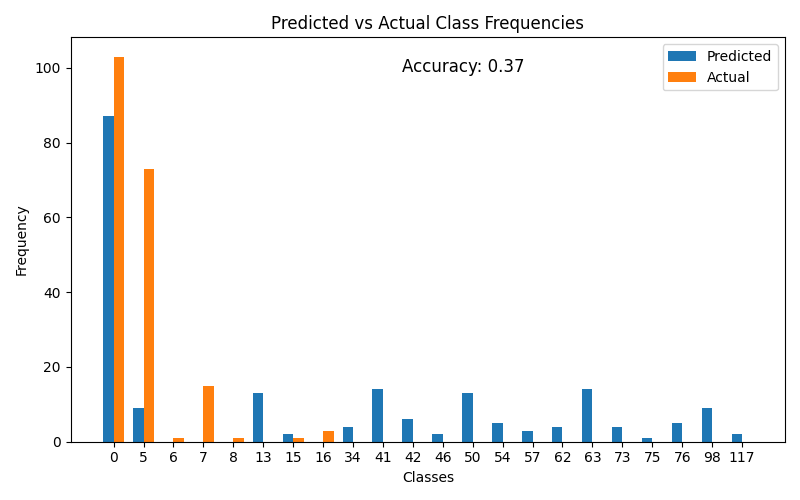 Predicted vs Actual Class Frequencies
Accuracy: 0.37
Predicted
Actual
100
80
60
40
20
0
Frequency
0 5 6 7 8 13 15 16 34 41 42 46 50 54 57 62 63 73 75 76 98 117
Classes